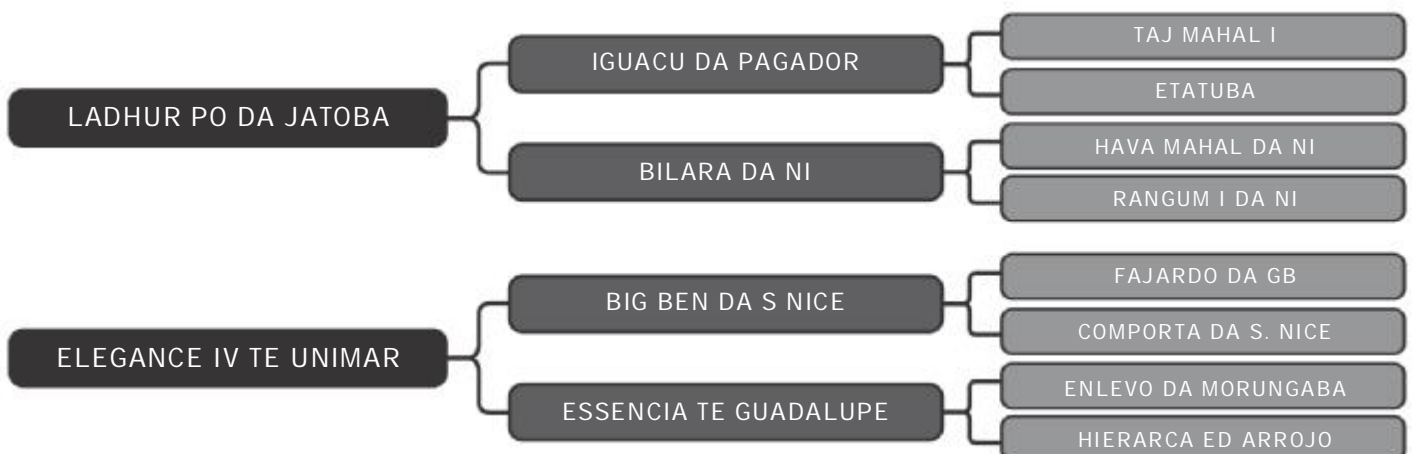 LADHUR PO DA JATOBA
IGUACU DA PAGADOR
TAJ MAHAL I
ETATUBA
BILARA DA NI
HAVA MAHAL DA NI
RANGUM I DA NI
ELEGANCE IV TE UNIMAR
BIG BEN DA S NICE
FAJARDO DA GB
COMPORTA DA S. NICE
ESSENCIA TE GUADALUPE
ENLEVO DA MORUNGABA
HIERARCA ED ARROJO